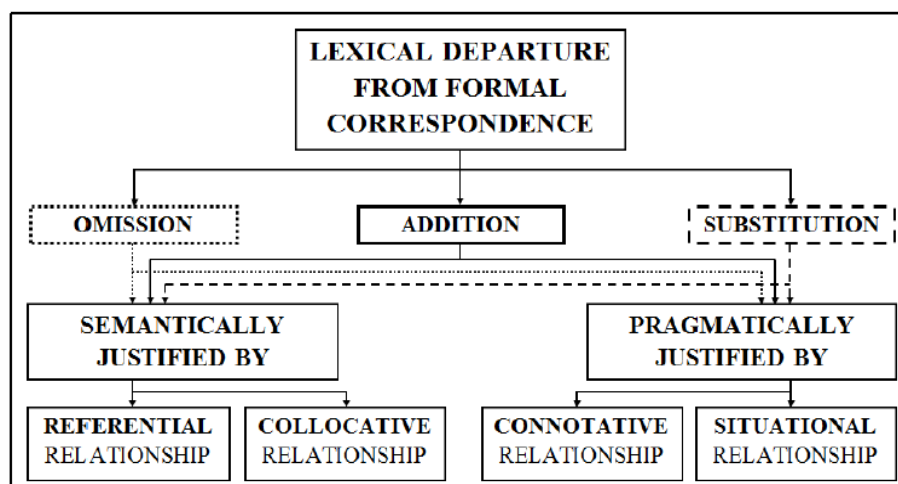 LEXICAL DEPARTURE
FROM FORMAL
CORRESPONDENCE
OMISSION
ADDITION
SUBSTITUTION
SEMANTICALLY
JUSTIFIED BY
PRAGMATICALLY
JUSTIFIED BY
REFERENTIAL
RELATIONSHIP
COLLOCATIVE
RELATIONSHIP
CONNOTATIVE
RELATIONSHIP
SITUATIONAL
RELATIONSHIP